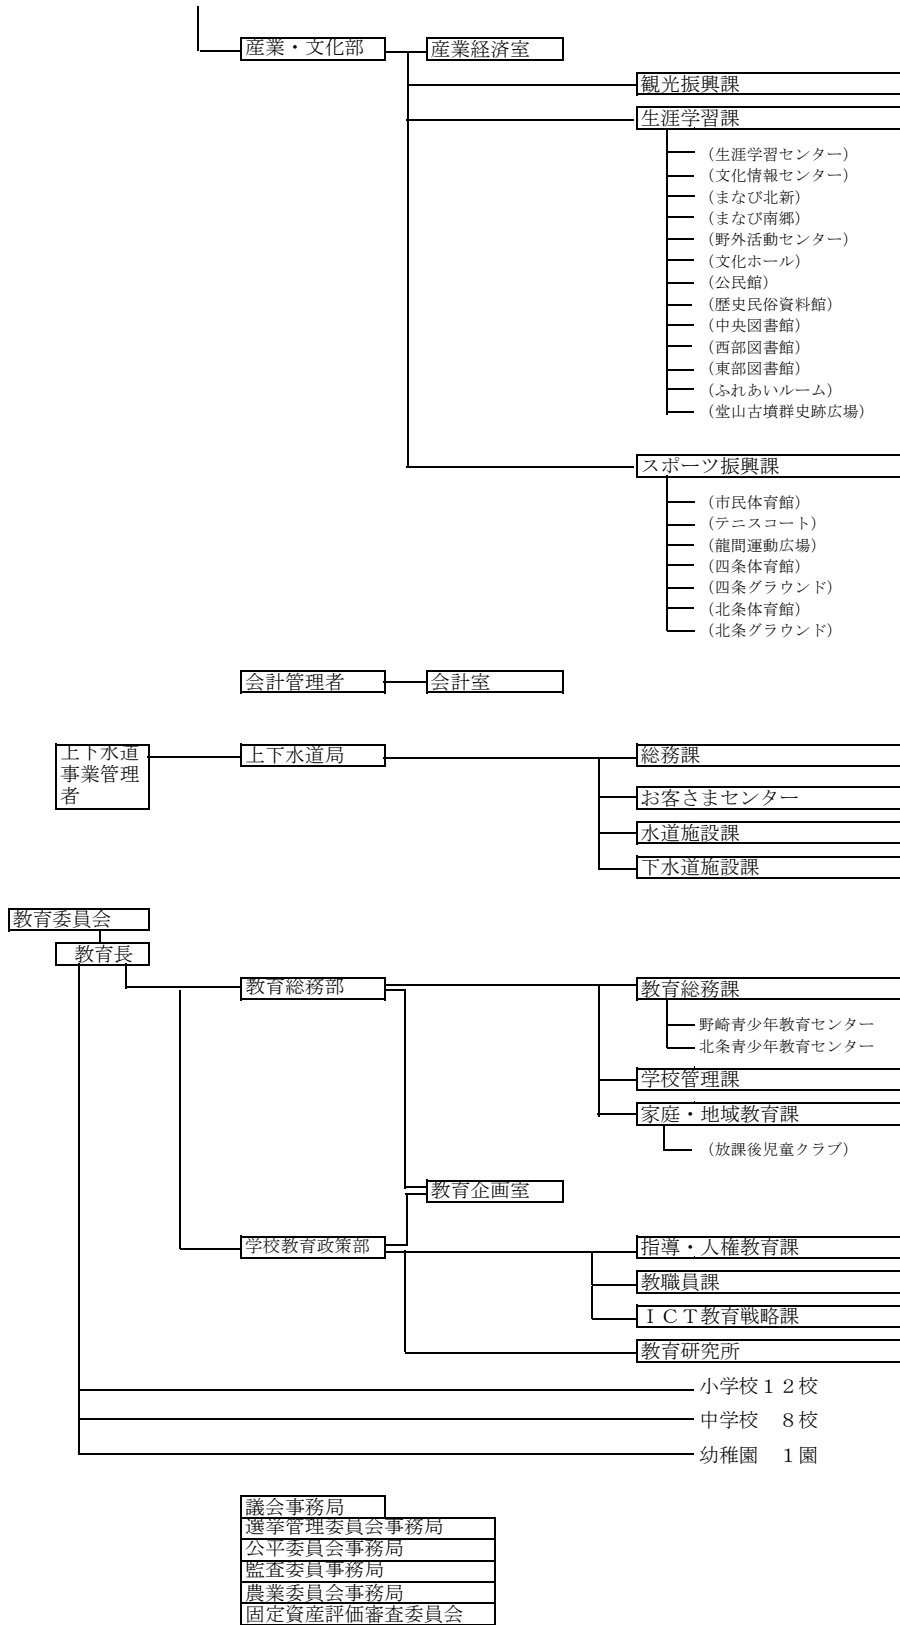 産業・文化部
産業経済室
観光振興課
生涯学習課
（生涯学習センター）
（文化情報センター）
（まなび北新）
（まなび南郷）
（野外活動センター）
（文化ホール）
（公民館）
（歴史民俗資料館）
（中央図書館）
（西部図書館）
（東部図書館）
（ふれあいルーム）
（堂山古墳群史跡広場）
スポーツ振興課
（市民体育館）
（テニスコート）
（龍間運動広場）
（四条体育館）
（四条グラウンド）
（北条体育館）
（北条グラウンド）
会計管理者
会計室
上下水道
事業管理
者
上下水道局
総務課
お客さまセンター
水道施設課
下水道施設課
教育委員会
教育長
教育総務部
教育総務課
野崎青少年教育センター
北条青少年教育センター
学校管理課
家庭・地域教育課
（放課後児童クラブ）
教育企画室
学校教育政策部
指導・人権教育課
教職員課
ＩＣＴ教育戦略課
教育研究所
小学校１２校
中学校　８校
幼稚園　１園
議会事務局
選挙管理委員会事務局
公平委員会事務局
監査委員事務局
農業委員会事務局
固定資産評価審査委員会